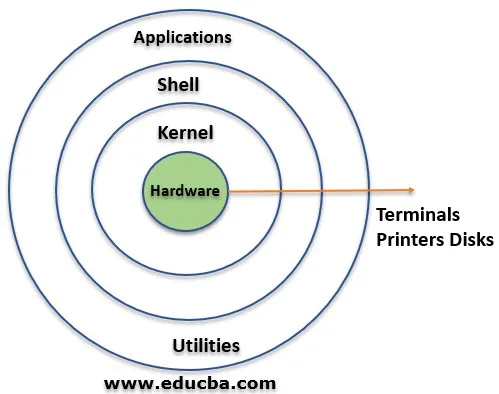 Applications
Shell
Kernel
Hardware
Terminals
Printers Disks
Utilities
www.educba.com